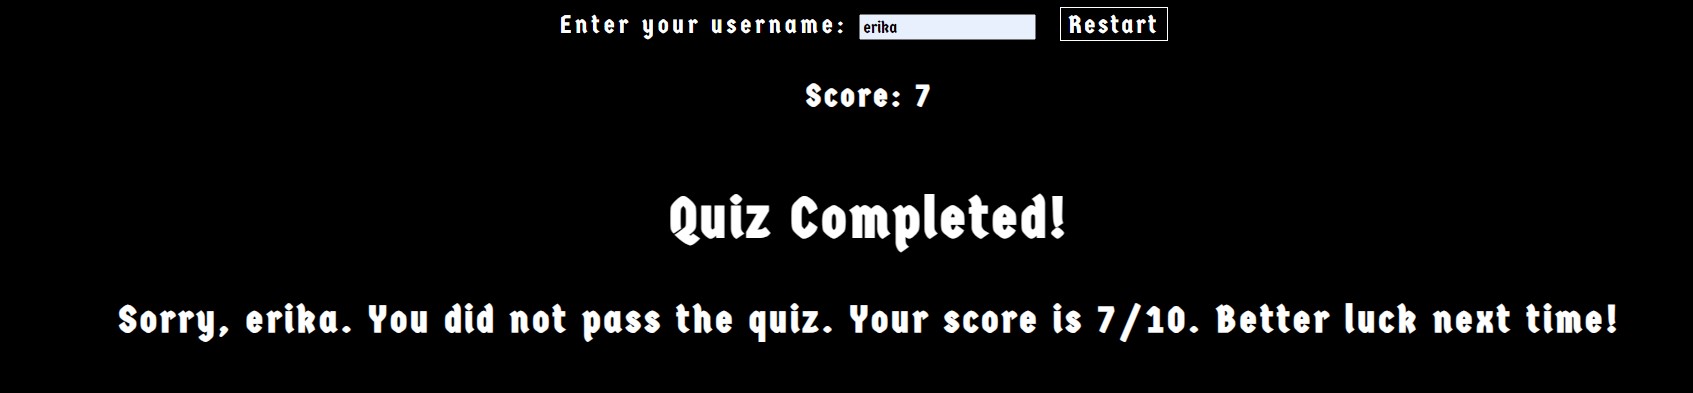 Enter your username: erika Restart
Score: 7
Quiz Completed!
Sorry, erika. You did not pass the quiz. Your score is 7/10. Better luck next time!